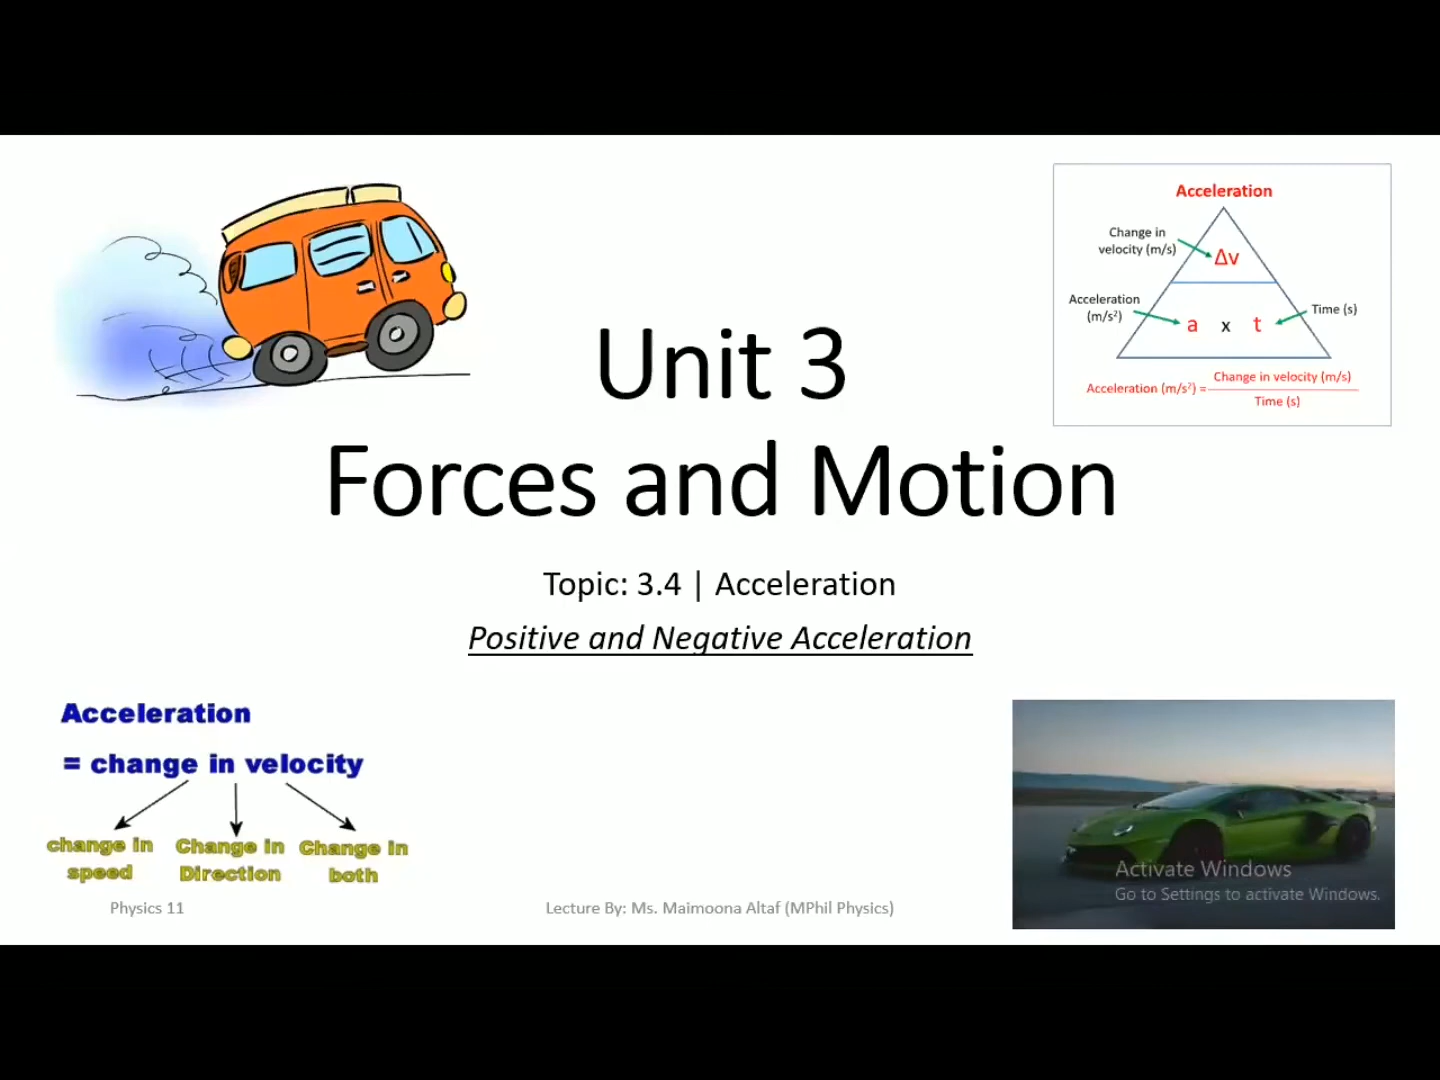 Acceleration
Change in
velocity (m/s)
Δv
Acceleration
(m/s²)
a x t
Time (s)
Acceleration (m/s²) = Change in velocity (m/s)
Time (s)
Unit 3
Forces and Motion
Topic: 3.4 | Acceleration
Positive and Negative Acceleration
Acceleration
= change in velocity
change in
speed
Change in
Direction
Change in
both
Physics 11
Lecture By: Ms. Maimoona Altaf (MPhil Physics)
Activate Windows
Go to Settings to activate Windows.